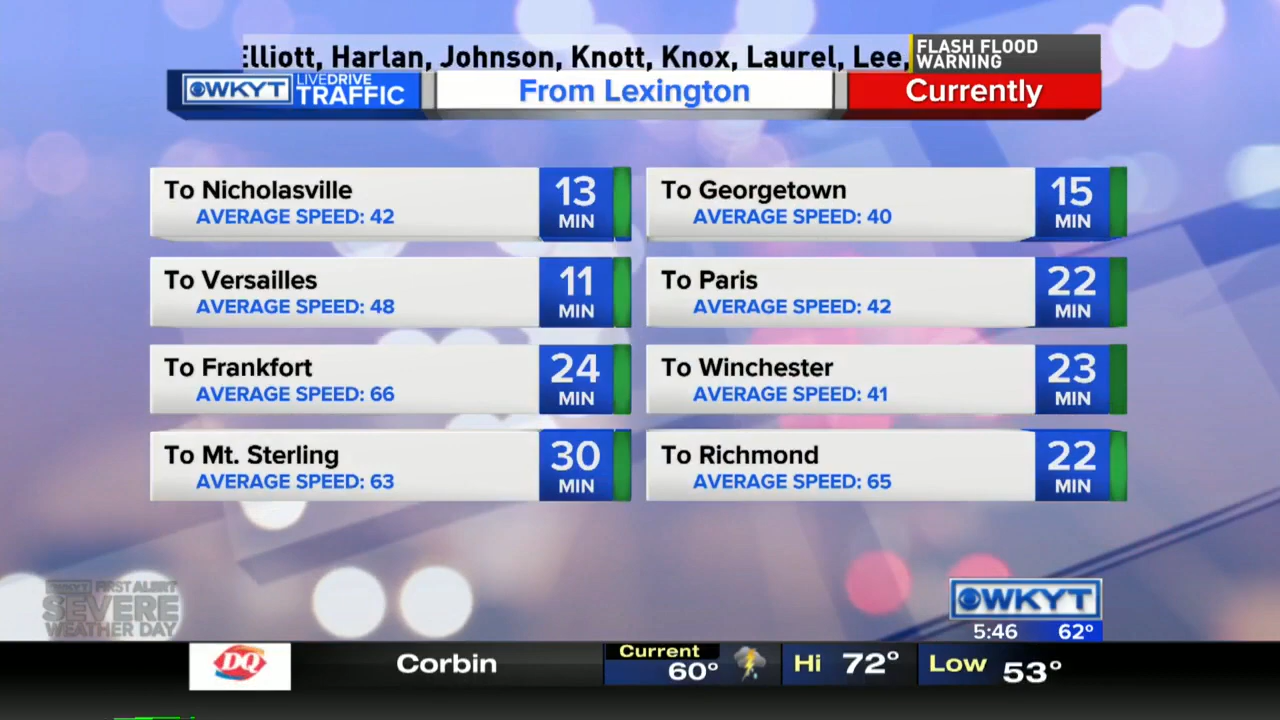 Elliott, Harlan, Johnson, Knott, Knox, Laurel, Lee,
FLASH FLOOD
WARNING
WKYT
LIVEDRIVE
TRAFFIC
From Lexington
Currently
To Nicholasville
AVERAGE SPEED: 42
13
MIN
To Georgetown
AVERAGE SPEED: 40
15
MIN
To Versailles
AVERAGE SPEED: 48
11
MIN
To Paris
AVERAGE SPEED: 42
22
MIN
To Frankfort
AVERAGE SPEED: 66
24
MIN
To Winchester
AVERAGE SPEED: 41
23
MIN
To Mt. Sterling
AVERAGE SPEED: 63
30
MIN
To Richmond
AVERAGE SPEED: 65
22
MIN
WKYT FIRST ALERT
SEVERE
WEATHER DAY
WKYT
5:46 62°
DQ
Corbin
Current
60°
Hi 72°
Low 53°